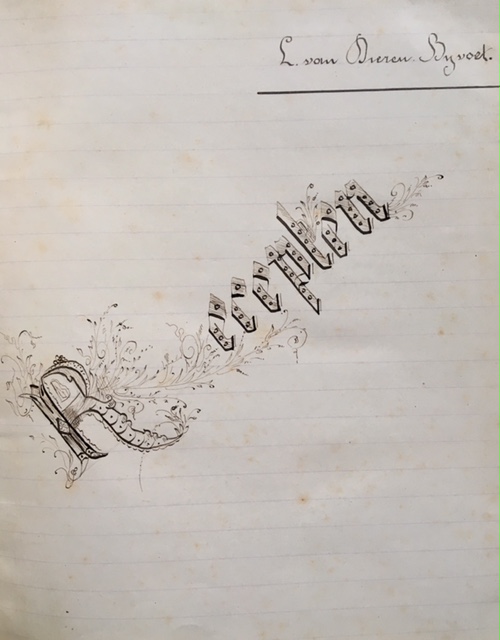 L. van Dieren-Byvoet.
Recepten